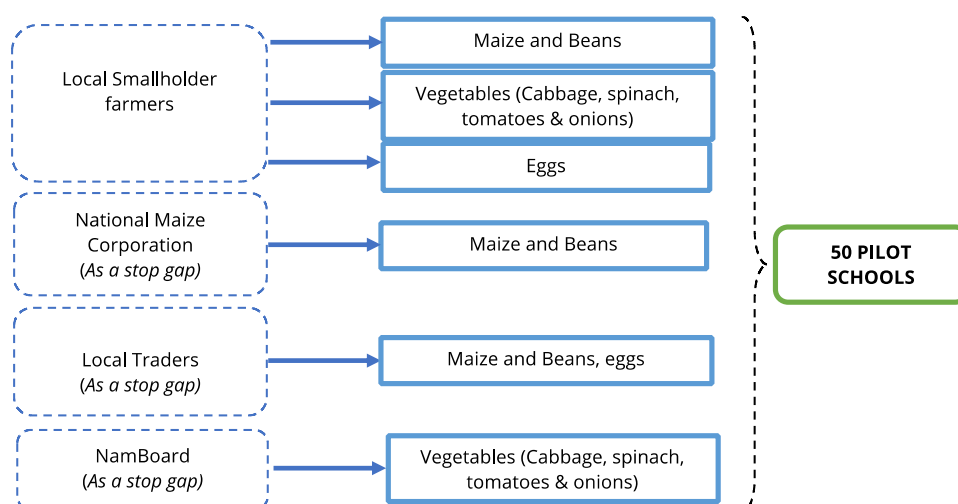 Local Smallholder
farmers
Maize and Beans
Vegetables (Cabbage, spinach,
tomatoes & onions)
Eggs
National Maize
Corporation
(As a stop gap)
Maize and Beans
50 PILOT
SCHOOLS
Local Traders
(As a stop gap)
Maize and Beans, eggs
NamBoard
(As a stop gap)
Vegetables (Cabbage, spinach,
tomatoes & onions)